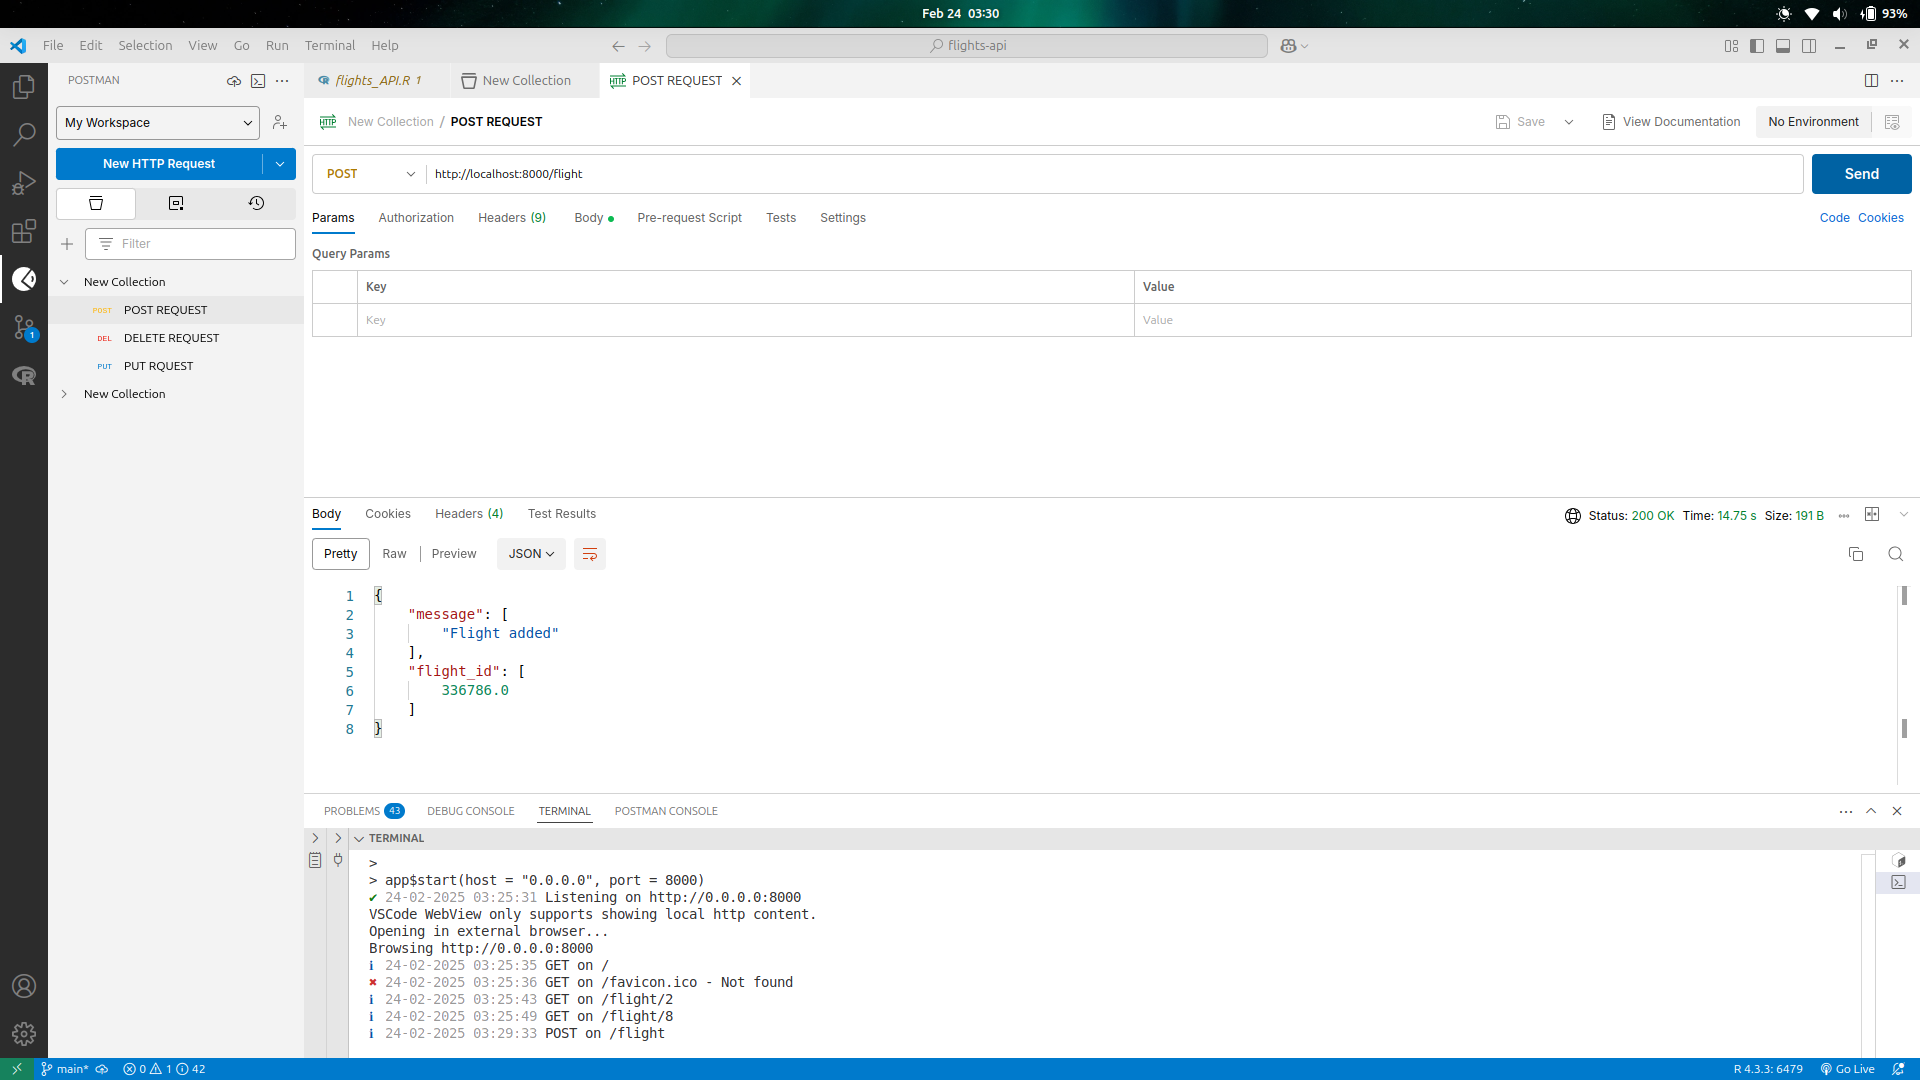 Feb 24 03:30
93%
File Edit Selection View Go Run Terminal Help
flights-api
POSTMAN
flights_API.R 1
New Collection
HTTP POST REQUEST
My Workspace
HTTP New Collection / POST REQUEST
Save
View Documentation
No Environment
New HTTP Request
POST
http://localhost:8000/flight
Send
Params Authorization Headers (9) Body Pre-request Script Tests Settings
Code Cookies
Filter
Query Params
New Collection
Key Value
POST POST REQUEST
Key Value
DEL DELETE REQUEST
PUT PUT RQUEST
New Collection
Body Cookies Headers (4) Test Results
Status: 200 OK Time: 14.75 s Size: 191 B
Pretty Raw Preview JSON
1 {
2 "message": [
3 "Flight added"
4 ],
5 "flight_id": [
6 336786.0
7 ]
8 }
PROBLEMS 43 DEBUG CONSOLE TERMINAL POSTMAN CONSOLE
TERMINAL
>
> app$start(host = "0.0.0.0", port = 8000)
✔ 24-02-2025 03:25:31 Listening on http://0.0.0.0:8000
VSCode WebView only supports showing local http content.
Opening in external browser...
Browsing http://0.0.0.0:8000
ℹ 24-02-2025 03:25:35 GET on /
✖ 24-02-2025 03:25:36 GET on /favicon.ico - Not found
ℹ 24-02-2025 03:25:43 GET on /flight/2
ℹ 24-02-2025 03:25:49 GET on /flight/8
ℹ 24-02-2025 03:29:33 POST on /flight
1
main* 0 1 42
R 4.3.3: 6479 Go Live